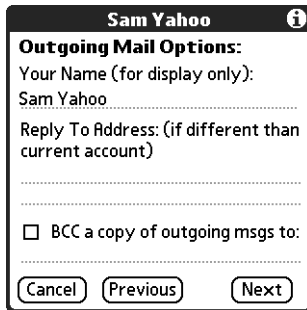 Sam Yahoo
Outgoing Mail Options:
Your Name (for display only):
Sam Yahoo
Reply To Address: (if different than
current account)
BCC a copy of outgoing msgs to:
Cancel Previous Next